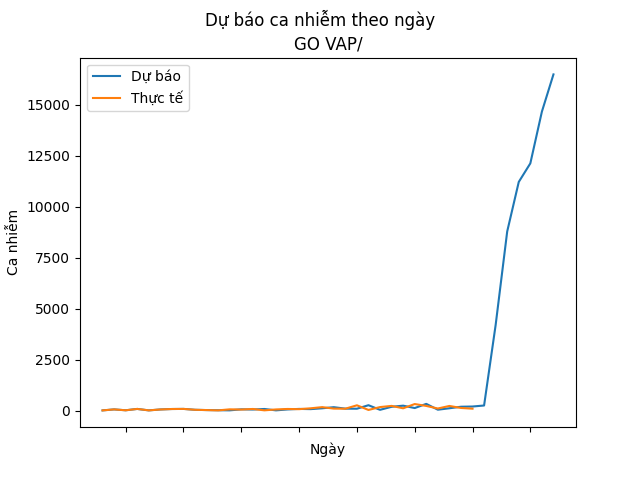 Dự báo ca nhiễm theo ngày
GO VAP/
Dự báo
Thực tế
15000
12500
10000
7500
5000
2500
0
Ca nhiễm
Ngày